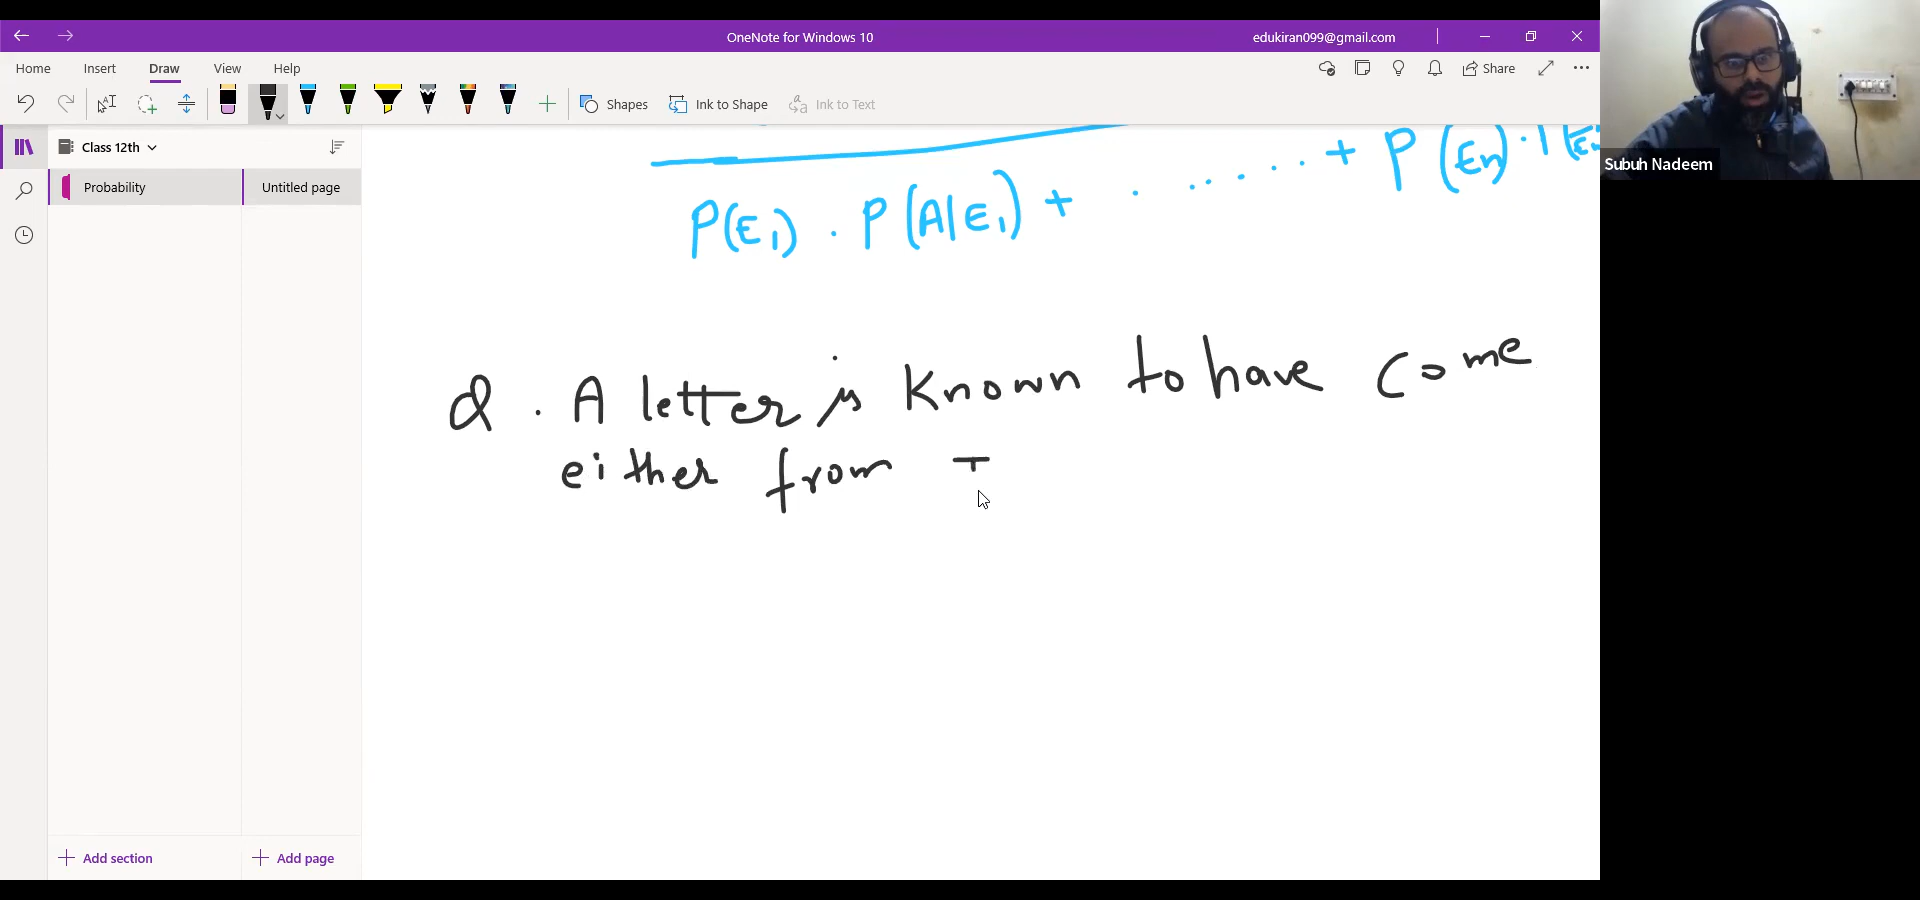 OneNote for Windows 10
edukiran099@gmail.com
Home Insert Draw View Help
Share
Shapes Ink to Shape Ink to Text
Class 12th
Probability Untitled page
Subuh Nadeem
P(E1) . P(A|E1) + . ..... . . + P(En) .
Q . A letter is known to have come
either from T
Add section Add page